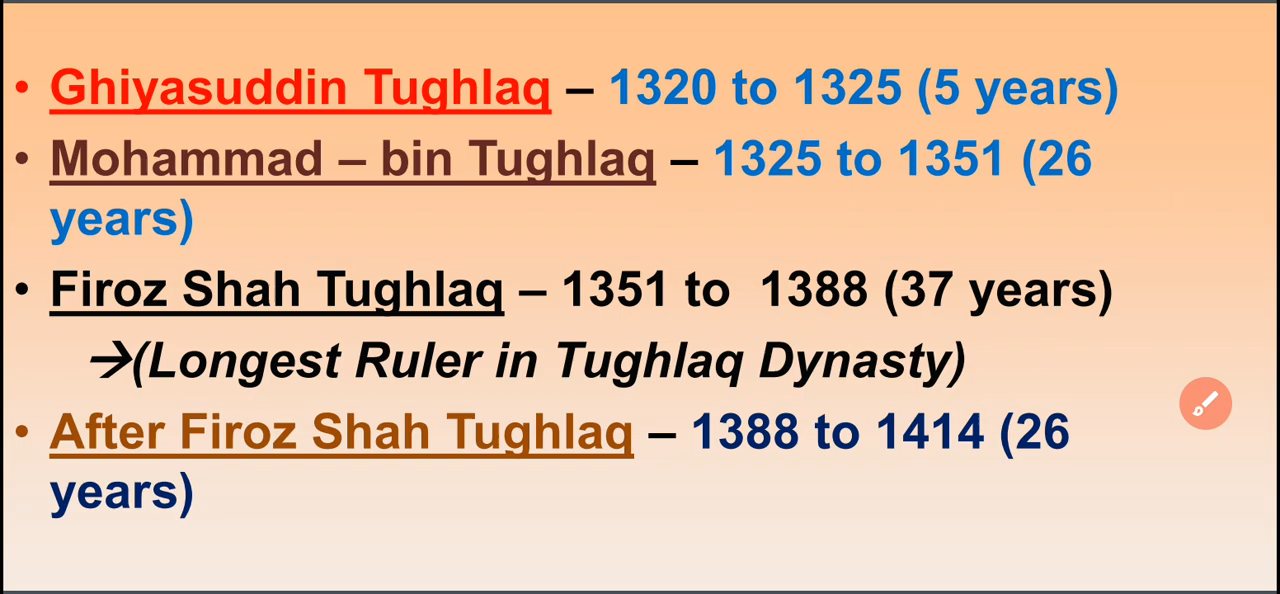 • Ghiyasuddin Tughlaq – 1320 to 1325 (5 years)
• Mohammad – bin Tughlaq – 1325 to 1351 (26
years)
• Firoz Shah Tughlaq – 1351 to 1388 (37 years)
→(Longest Ruler in Tughlaq Dynasty)
• After Firoz Shah Tughlaq – 1388 to 1414 (26
years)